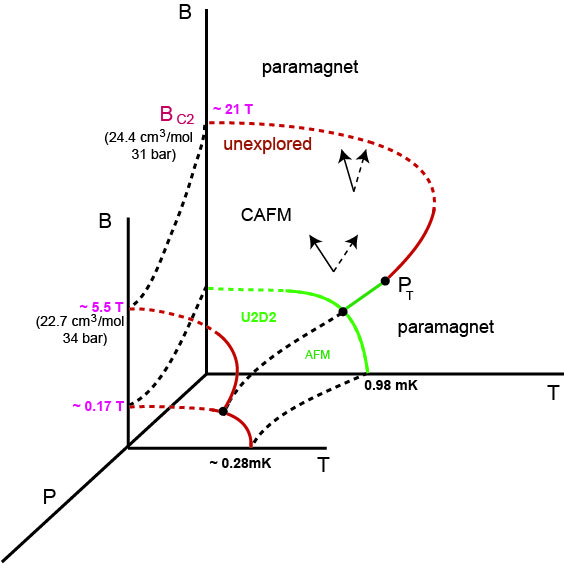 B
paramagnet
~ 21 T
B C2
(24.4 cm3/mol
31 bar)
unexplored
CAFM
B
PT
~ 5.5 T
(22.7 cm3/mol
34 bar)
U2D2
paramagnet
AFM
0.98 mK
T
~ 0.17 T
~ 0.28mK
T
P